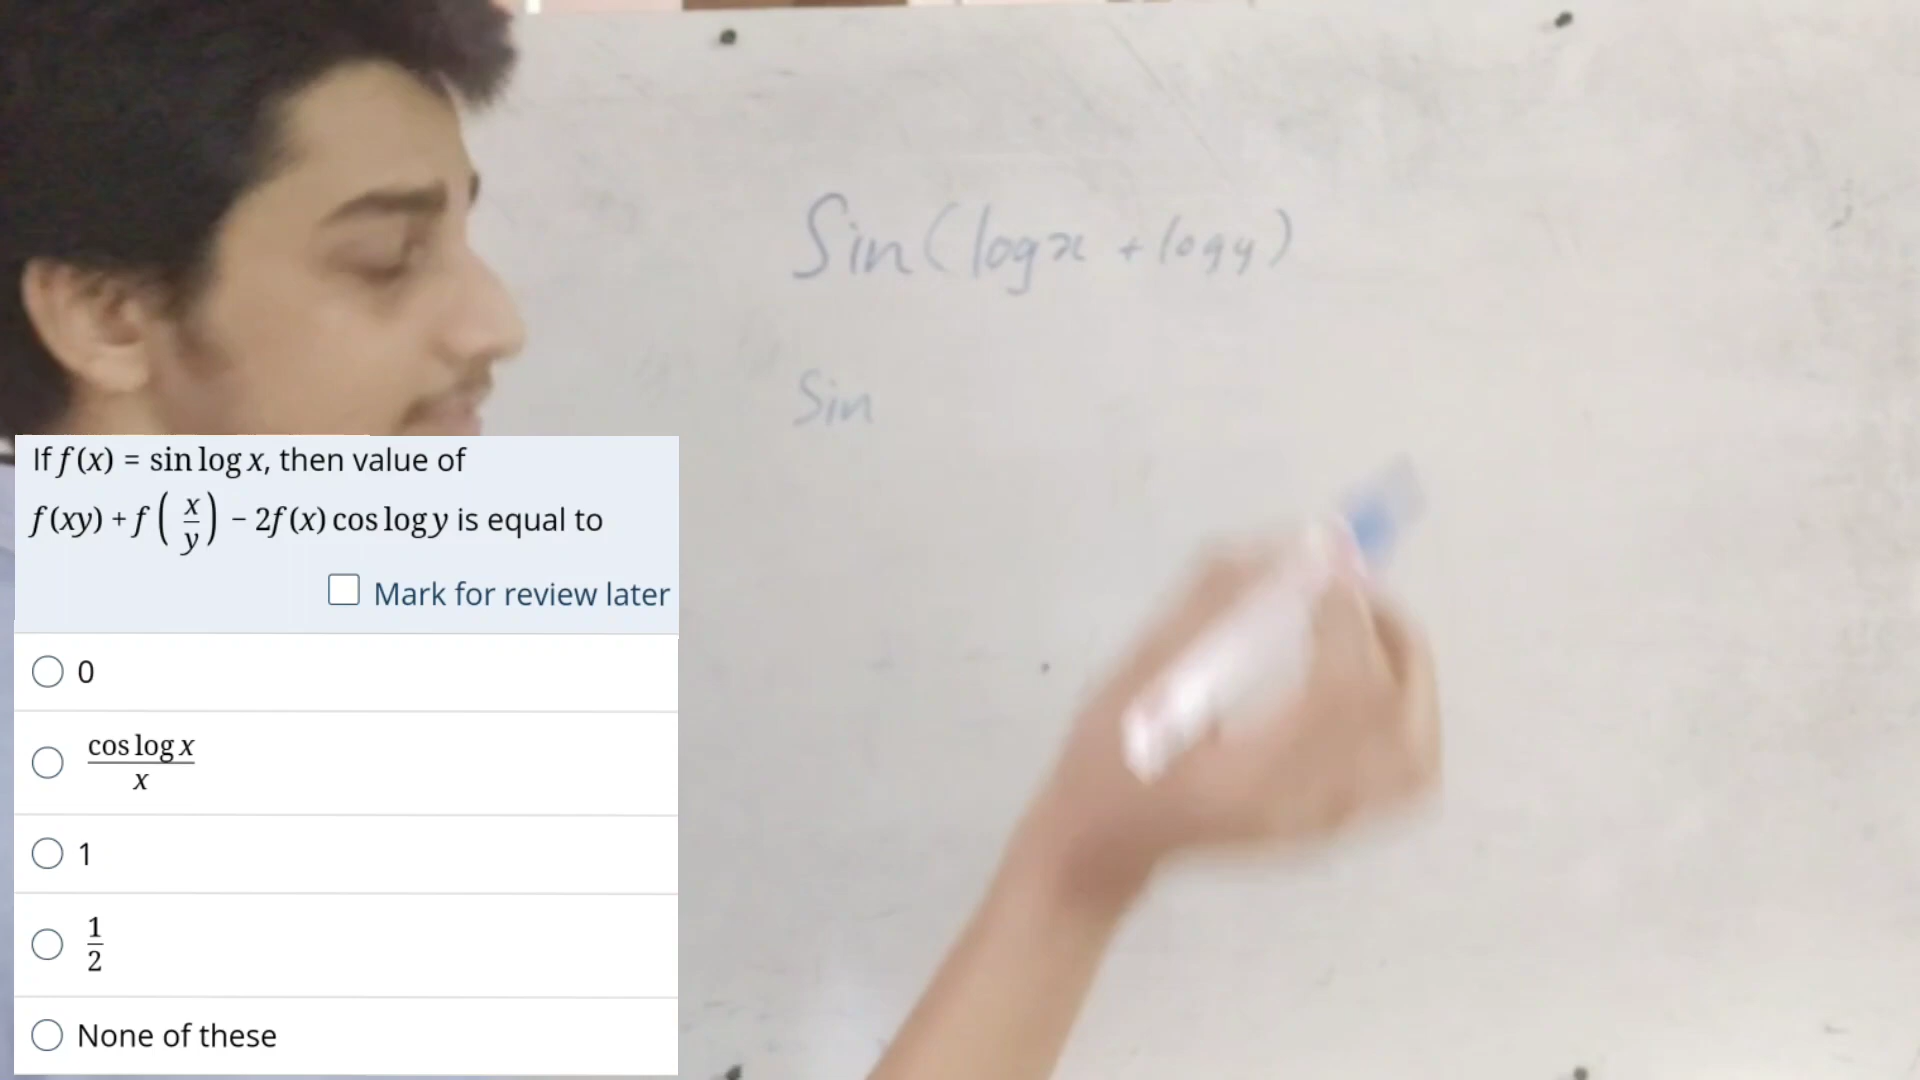 Sin(logx + logy)
Sin
If f(x) = sin log x, then value of
f(xy) + f(x/y) − 2f(x) cos log y is equal to
Mark for review later
0
cos log x / x
1
1/2
None of these